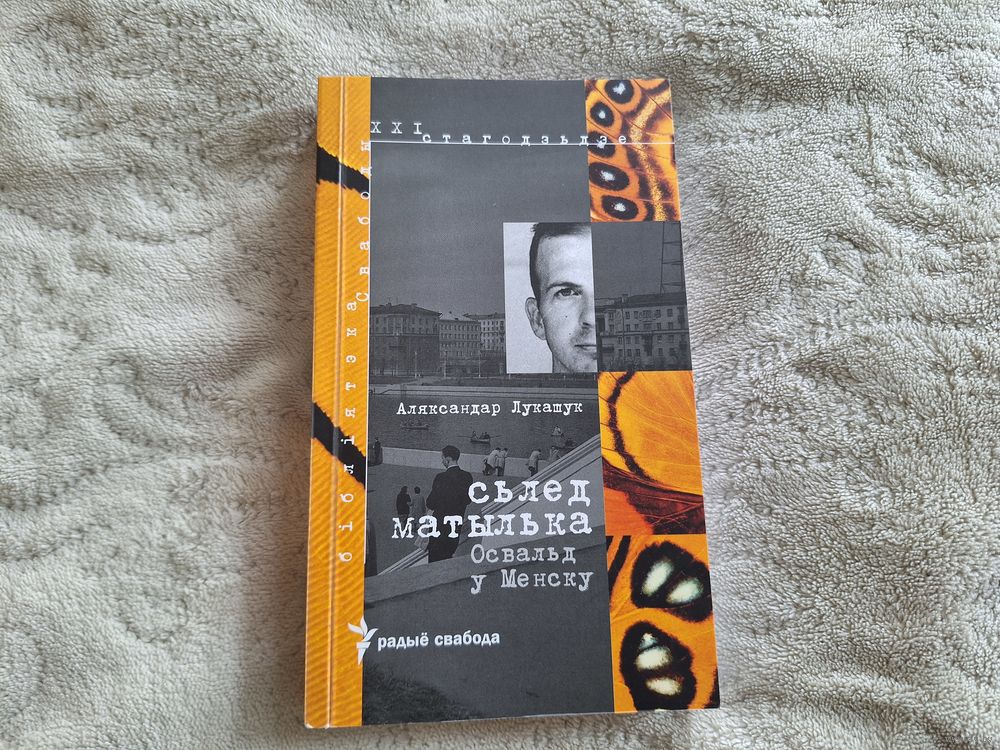 XXI стагодзьдзе
бібліятэка Свабоды
Аляксандар Лукашук
сьлед
матылька
Освальд
у Менску
радыё свабода